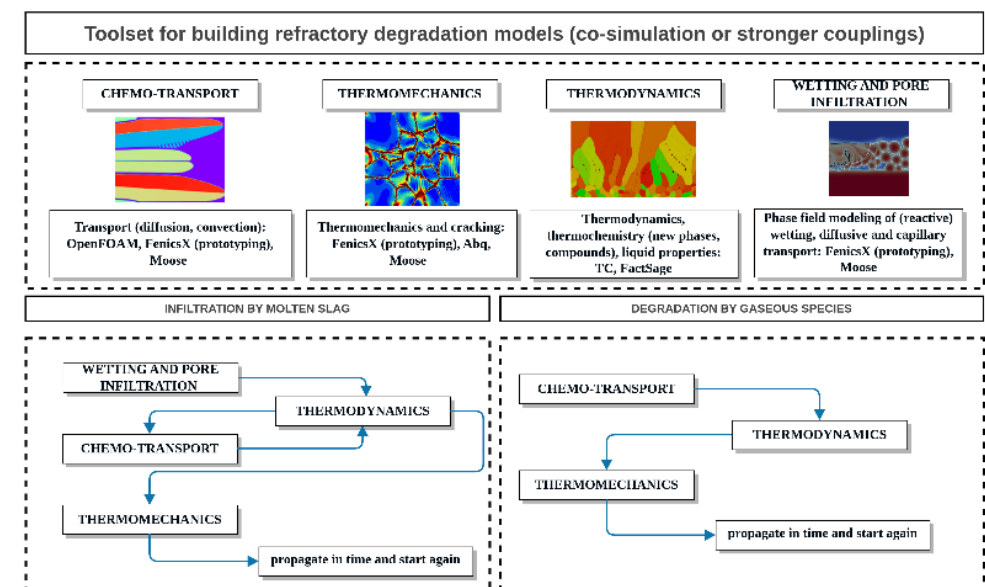 Toolset for building refractory degradation models (co-simulation or stronger couplings)
CHEMO-TRANSPORT
THERMOMECHANICS
THERMODYNAMICS
WETTING AND PORE
INFILTRATION
Transport (diffusion, convection):
OpenFOAM, FenicsX (prototyping),
Moose
Thermomechanics and cracking:
FenicsX (prototyping), Abq,
Moose
Thermodynamics,
thermochemistry (new phases,
compounds), liquid properties:
TC, FactSage
Phase field modeling of (reactive)
wetting, diffusive and capillary
transport: FenicsX (prototyping),
Moose
INFILTRATION BY MOLTEN SLAG
DEGRADATION BY GASEOUS SPECIES
WETTING AND PORE
INFILTRATION
THERMODYNAMICS
CHEMO-TRANSPORT
THERMOMECHANICS
propagate in time and start again
CHEMO-TRANSPORT
THERMODYNAMICS
THERMOMECHANICS
propagate in time and start again